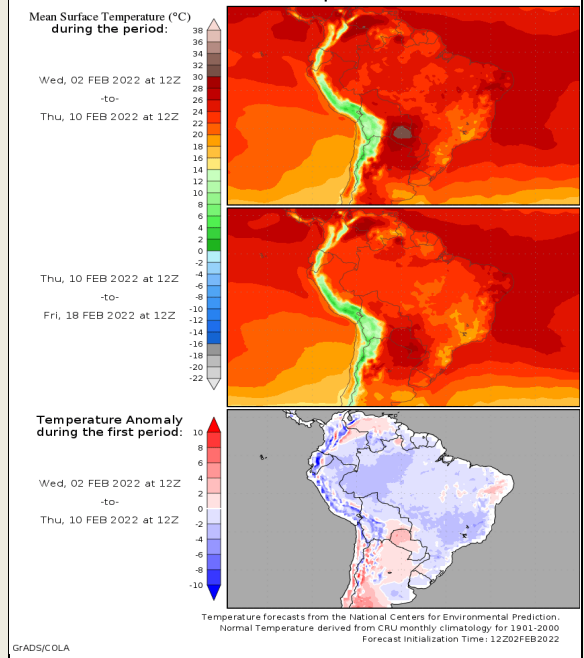 Mean Surface Temperature (°C)
during the period:
Wed, 02 FEB 2022 at 12Z
-to-
Thu, 10 FEB 2022 at 12Z
38
36
34
32
30
28
26
24
22
20
18
16
14
12
10
8
6
4
2
0
-2
-4
-6
-8
-10
-12
-14
-16
-18
-20
-22
Thu, 10 FEB 2022 at 12Z
-to-
Fri, 18 FEB 2022 at 12Z
Temperature Anomaly
during the first period:
Wed, 02 FEB 2022 at 12Z
-to-
Thu, 10 FEB 2022 at 12Z
10
8
6
4
2
0
-2
-4
-6
-8
-10
Temperature forecasts from the National Centers for Environmental Prediction.
Normal Temperature derived from CRU monthly climatology for 1901-2000
Forecast Initialization Time: 12Z02FEB2022
GrADS/COLA